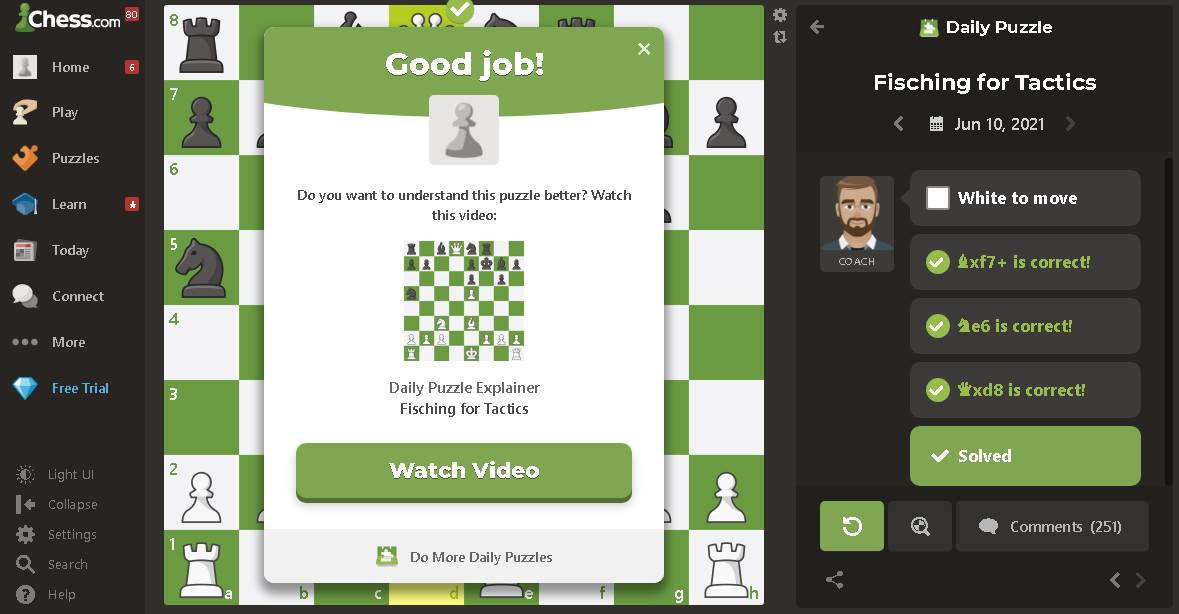 Chess.com 80
Home 6
Play
Puzzles
Learn
Today
Connect
More
Free Trial
Light UI
Collapse
Settings
Search
Help
8
7
6
5
4
3
2
1
a b c d e f g h
Good job!
Do you want to understand this puzzle better? Watch
this video:
Daily Puzzle Explainer
Fisching for Tactics
Watch Video
Do More Daily Puzzles
Daily Puzzle
Fisching for Tactics
Jun 10, 2021
COACH
White to move
♝xf7+ is correct!
♞e6 is correct!
♛xd8 is correct!
Solved
Comments (251)